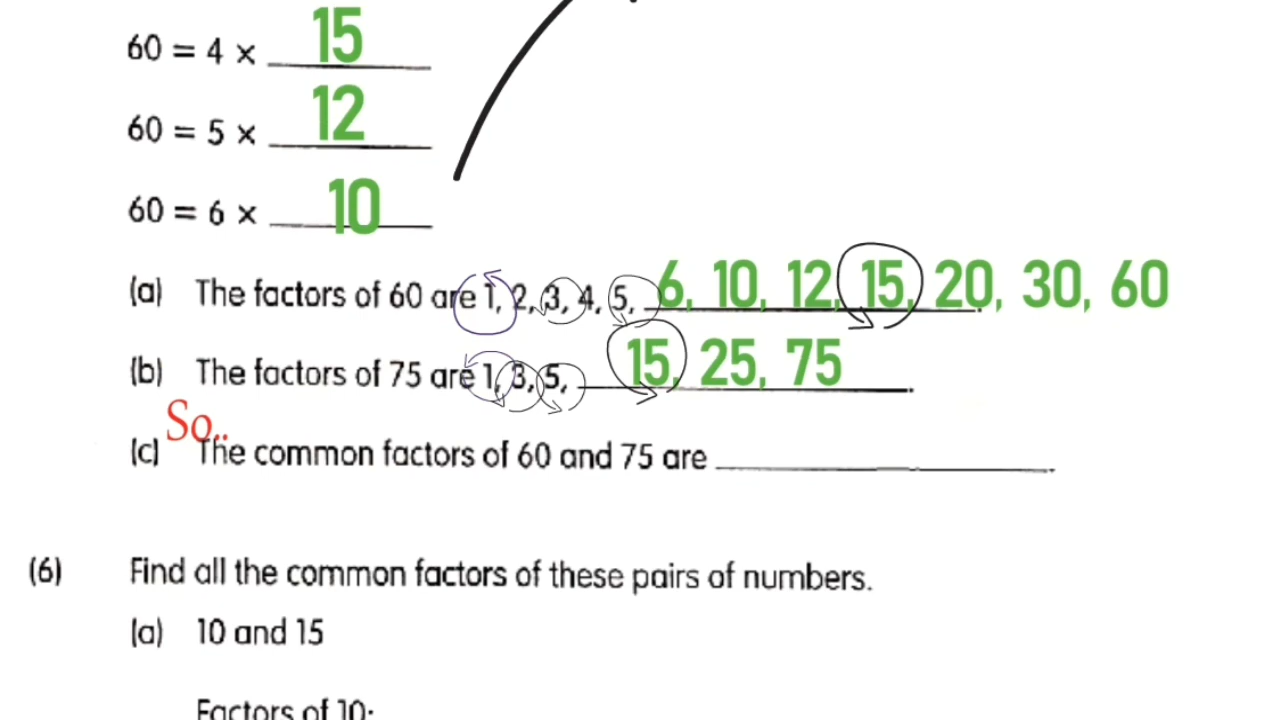 60 = 4 × 15
60 = 5 × 12
60 = 6 × 10
(a) The factors of 60 are 1, 2, 3, 4, 5, 6, 10, 12, 15, 20, 30, 60
(b) The factors of 75 are 1, 3, 5, 15, 25, 75.
So..
(c) The common factors of 60 and 75 are ____.
(6) Find all the common factors of these pairs of numbers.
(a) 10 and 15
Factors of 10: